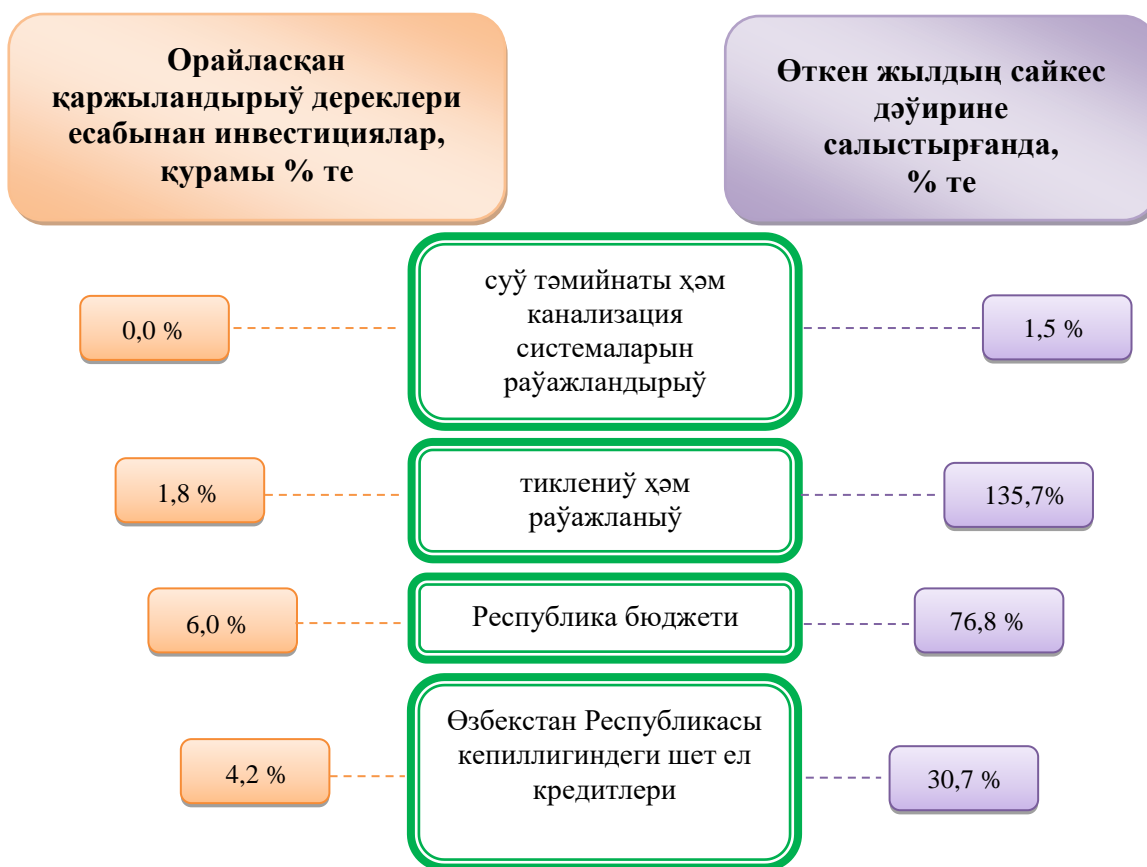 Орайласқан
қаржыландырыў дереклери
есабынан инвестициялар,
қурамы % те
Өткен жылдың сайкес
дәўирине
салыстырғанда,
% те
0,0 %
суў тәмийнаты ҳәм
канализация
системаларын
раўажландырыў
1,5 %
1,8 %
тиклениў ҳәм
раўажланыў
135,7%
6,0 %
Республика бюджети
76,8 %
4,2 %
Өзбекстан Республикасы
кепиллигиндеги шет ел
кредитлери
30,7 %